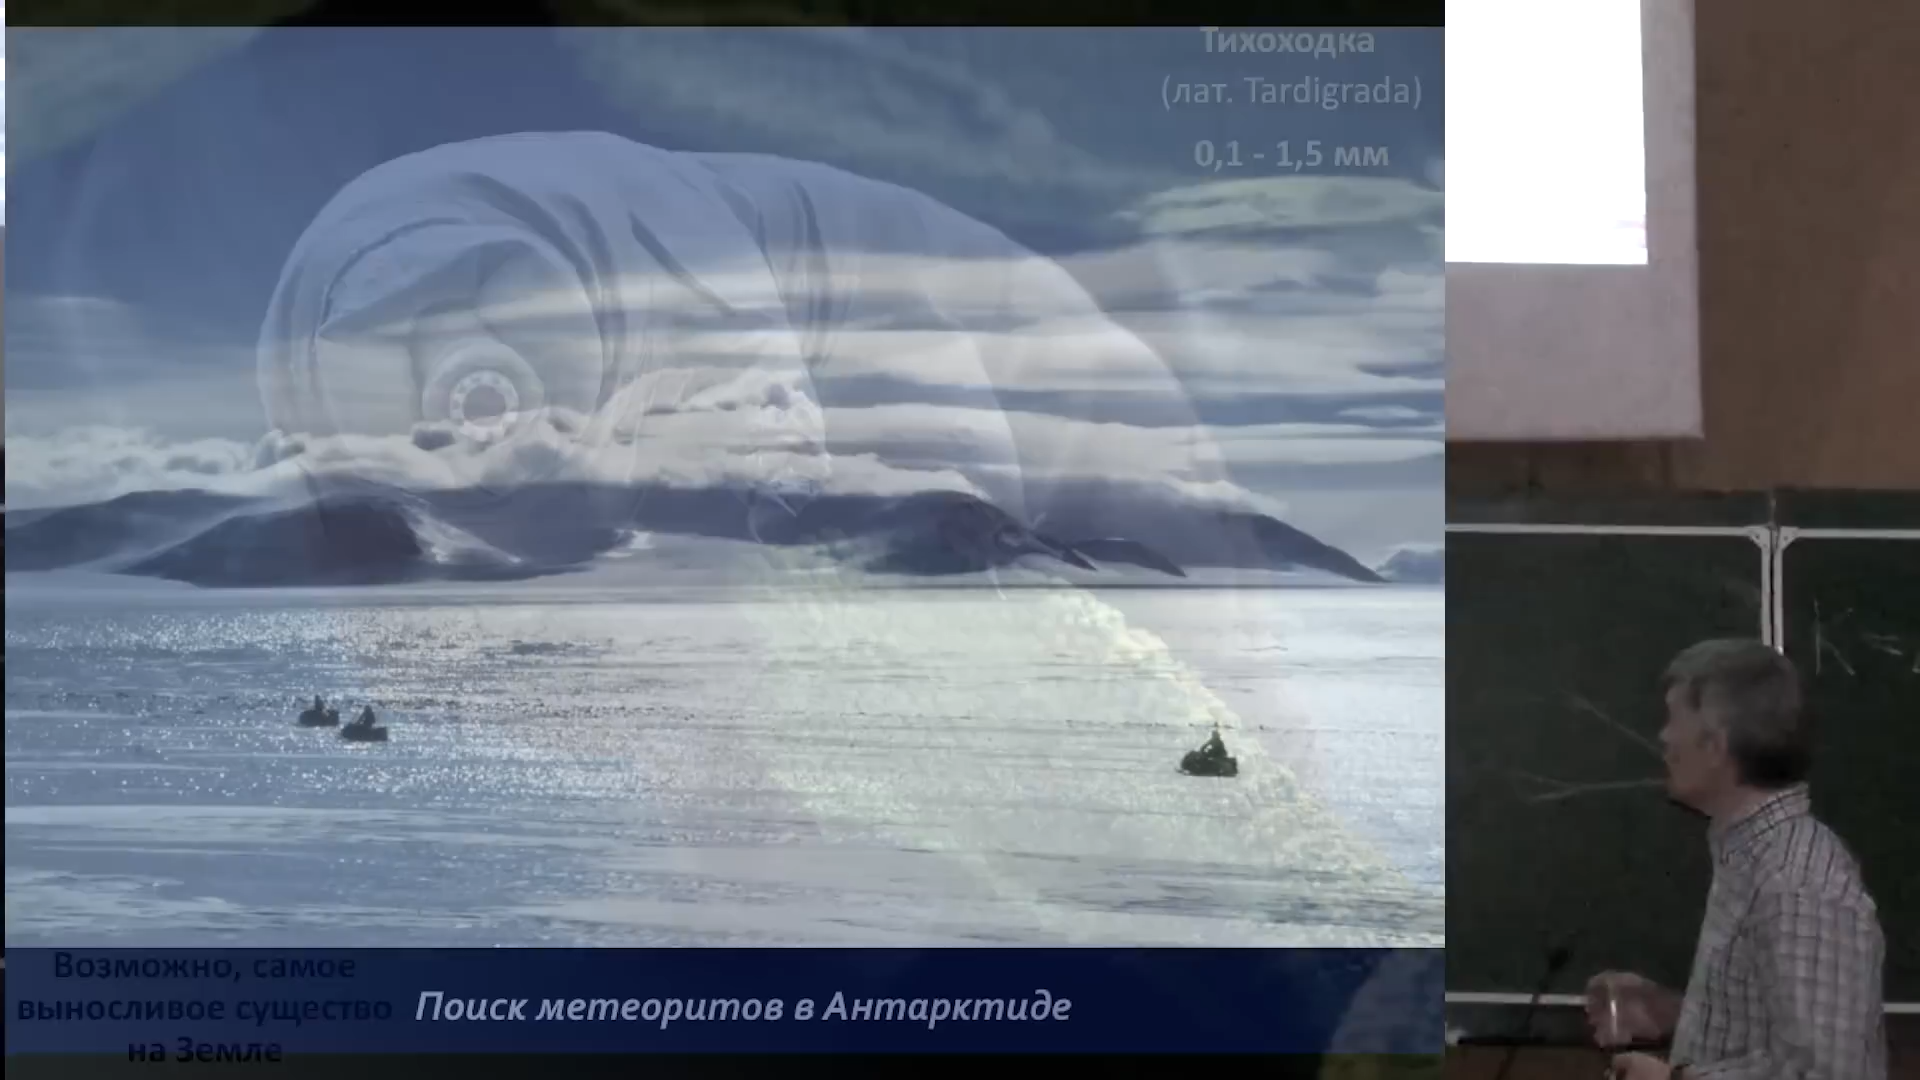 Тихоходка
(лат. Tardigrada)
0,1 - 1,5 мм
Возможно, самое
выносливое существо
на Земле
Поиск метеоритов в Антарктиде